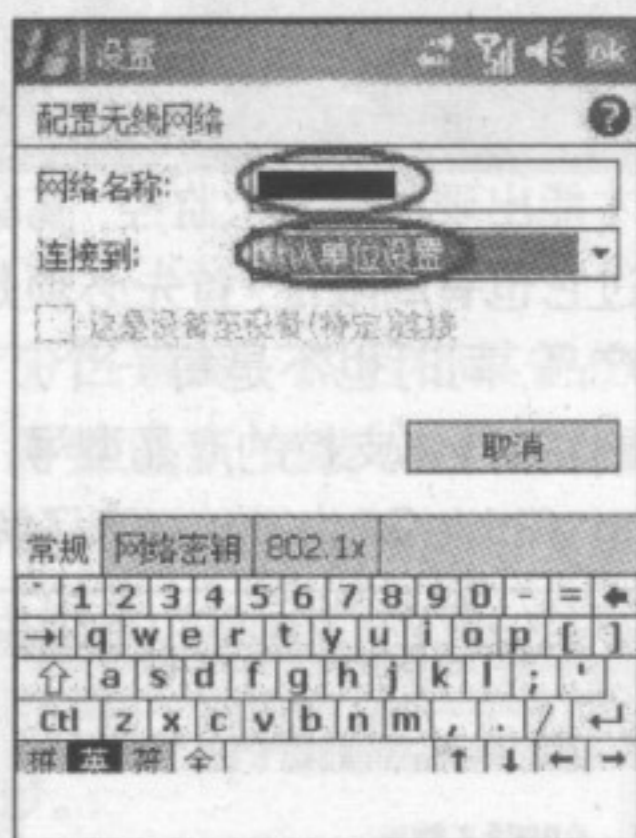 设置 ok
配置无线网络
网络名称:
连接到: 默认单位设置
这是设备至设备(特定)连接
取消
常规 网络密钥 802.1x
` 1 2 3 4 5 6 7 8 9 0 - =
q w e r t y u i o p [ ]
a s d f g h j k l ; '
Ctl z x c v b n m , . /
拼 英 符 全